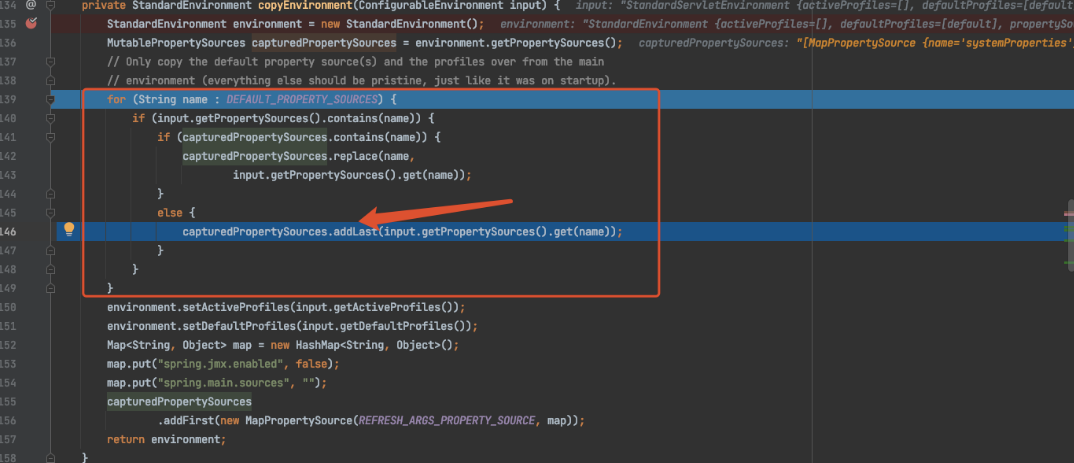 134 @ private StandardEnvironment copyEnvironment(ConfigurableEnvironment input) { input: "StandardServletEnvironment {activeProfiles=[], defaultProfiles=[default
135 StandardEnvironment environment = new StandardEnvironment(); environment: "StandardEnvironment {activeProfiles=[], defaultProfiles=[default], propertySo
136 MutablePropertySources capturedPropertySources = environment.getPropertySources(); capturedPropertySources: "[MapPropertySource {name='systemProperties'
137 // Only copy the default property source(s) and the profiles over from the main
138 // environment (everything else should be pristine, just like it was on startup).
139 for (String name : DEFAULT_PROPERTY_SOURCES) {
140 if (input.getPropertySources().contains(name)) {
141 if (capturedPropertySources.contains(name)) {
142 capturedPropertySources.replace(name,
143 input.getPropertySources().get(name));
144 }
145 else {
146 capturedPropertySources.addLast(input.getPropertySources().get(name));
147 }
148 }
149 }
150 environment.setActiveProfiles(input.getActiveProfiles());
151 environment.setDefaultProfiles(input.getDefaultProfiles());
152 Map<String, Object> map = new HashMap<String, Object>();
153 map.put("spring.jmx.enabled", false);
154 map.put("spring.main.sources", "");
155 capturedPropertySources
156 .addFirst(new MapPropertySource(REFRESH_ARGS_PROPERTY_SOURCE, map));
157 return environment;
158 }